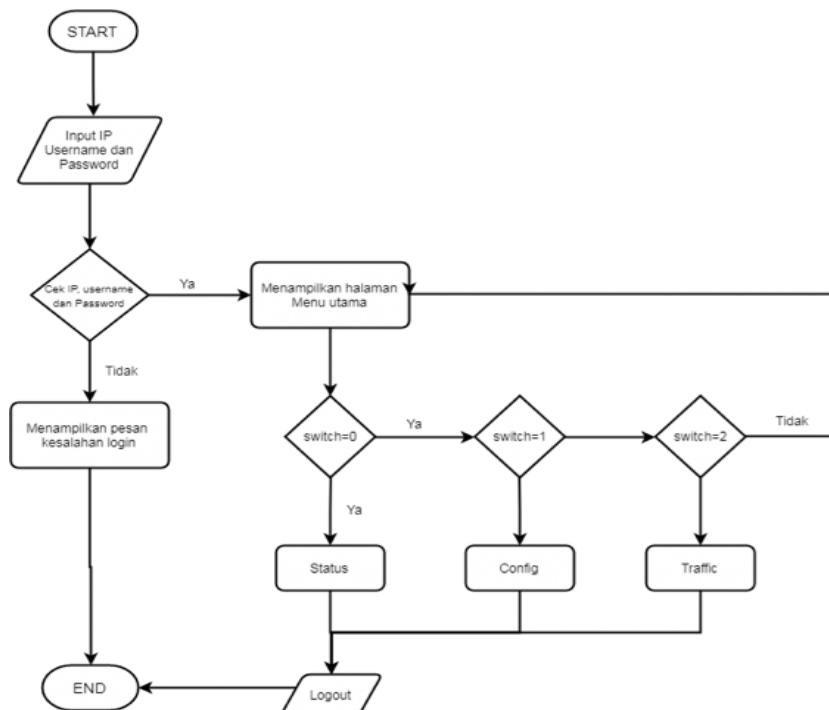 START
Input IP
Username dan
Password
Cek IP, username
dan Password
Ya
Menampilkan halaman
Menu utama
Tidak
Menampilkan pesan
kesalahan login
switch=0
Ya
switch=1
switch=2
Tidak
Ya
Status
Config
Traffic
END
Logout